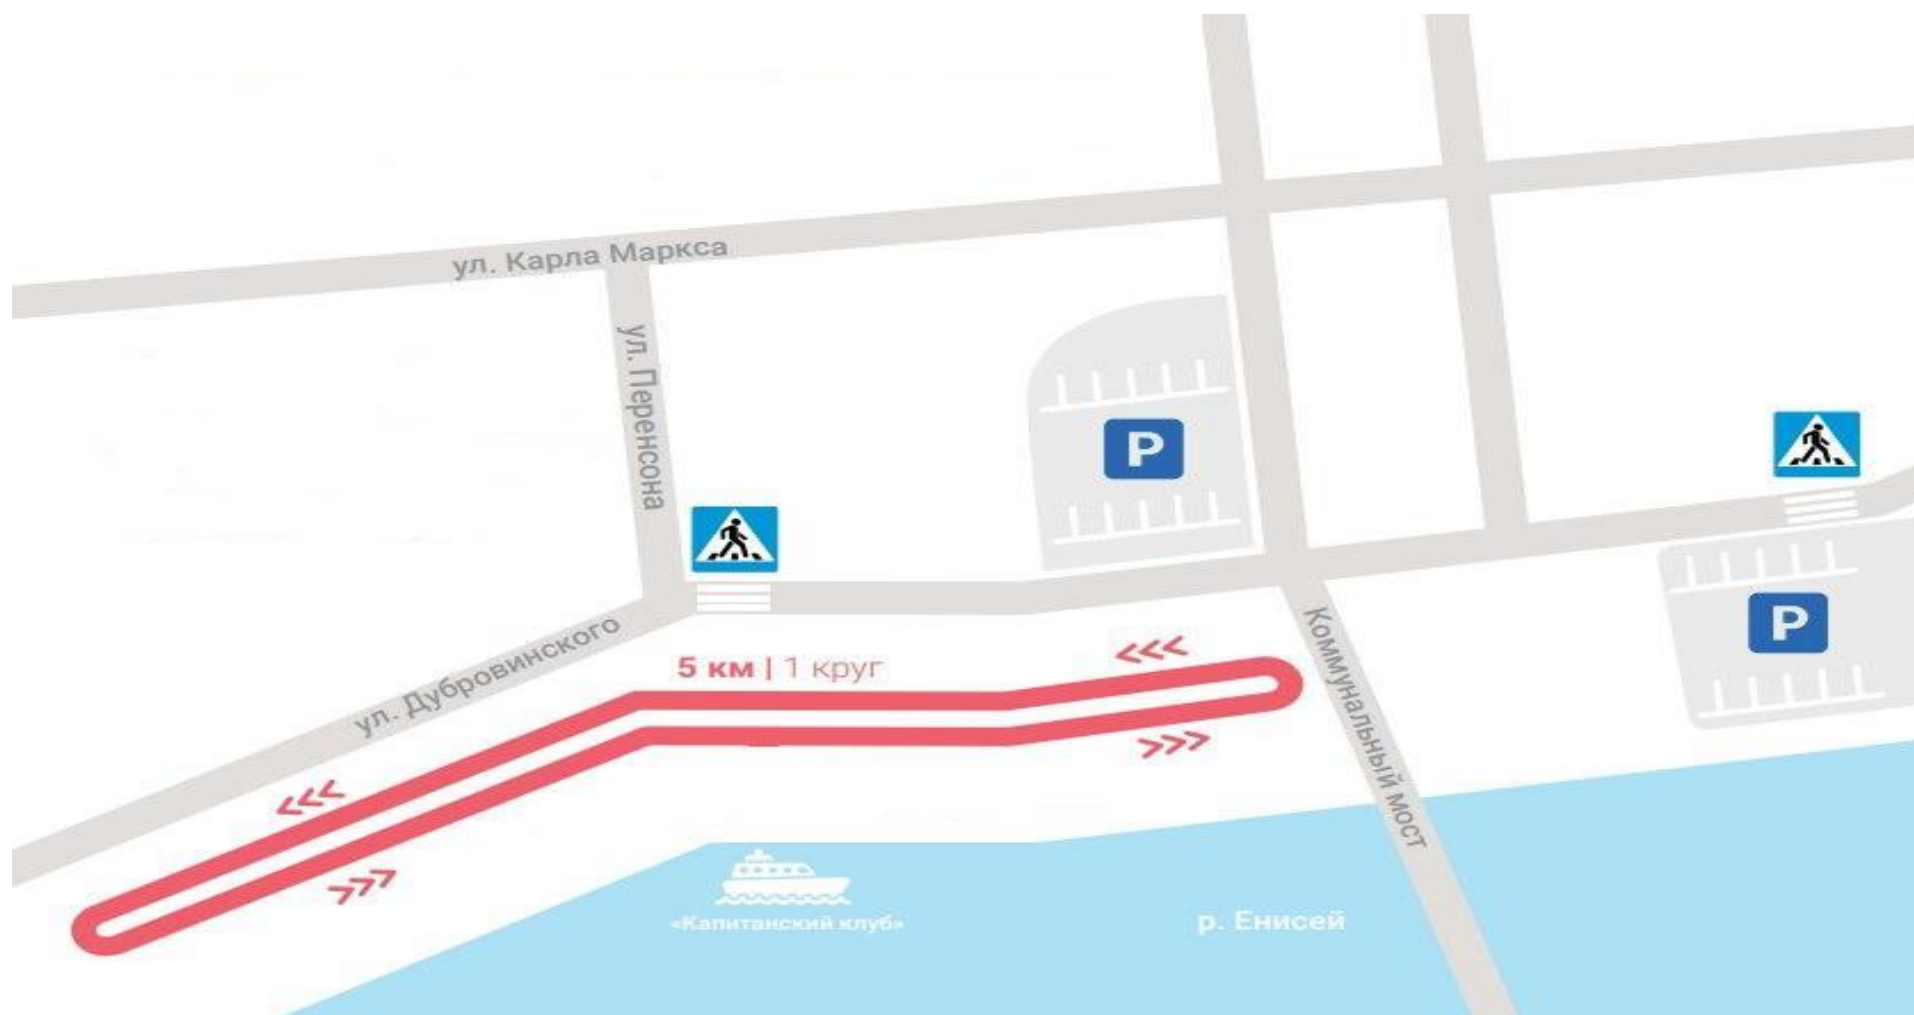 ул. Карла Маркса
ул. Перенсона
P
ул. Дубровинского
5 км | 1 круг
<<<
Коммунальный мост
P
<<<
>>>
>>>
«Капитанский клуб»
р. Енисей